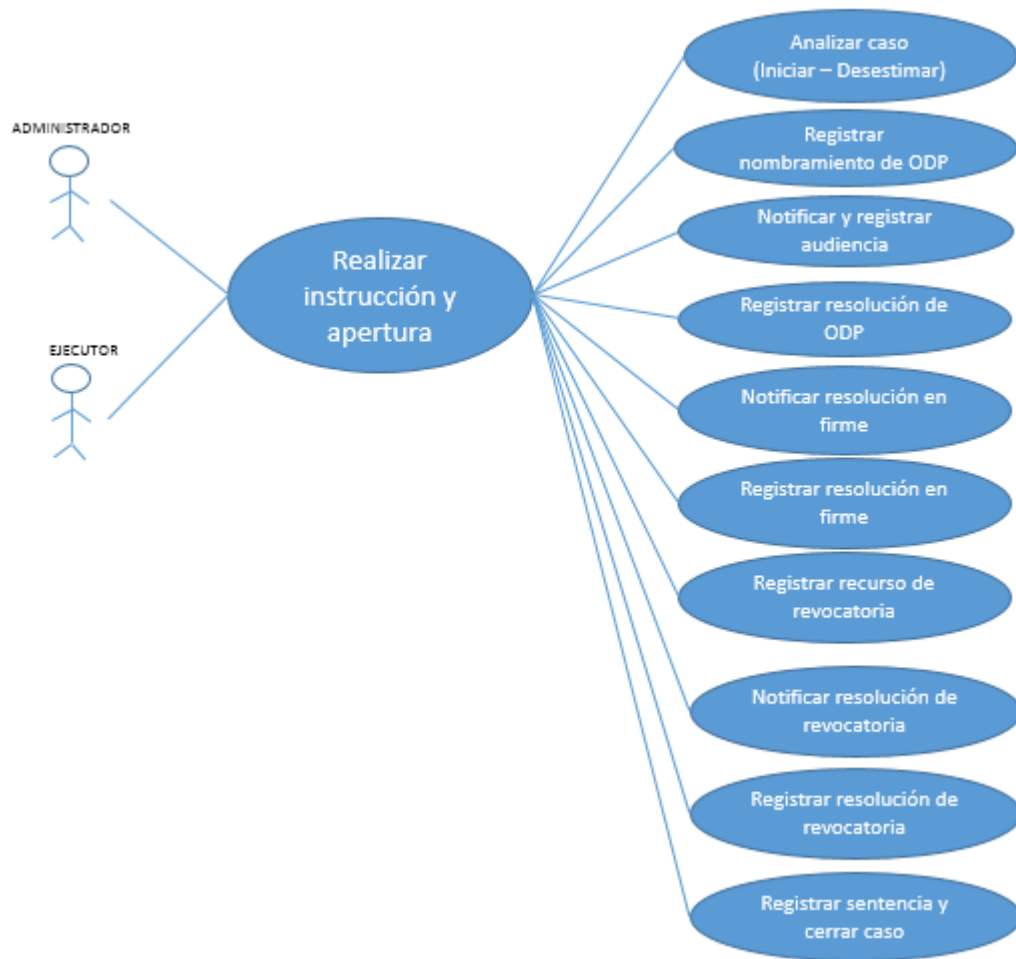 Analizar caso
(Iniciar – Desestimar)
ADMINISTRADOR
Registrar
nombramiento de ODP
Notificar y registrar
audiencia
Realizar
instrucción y
apertura
Registrar resolución de
ODP
EJECUTOR
Notificar resolución en
firme
Registrar resolución en
firme
Registrar recurso de
revocatoria
Notificar resolución de
revocatoria
Registrar resolución de
revocatoria
Registrar sentencia y
cerrar caso